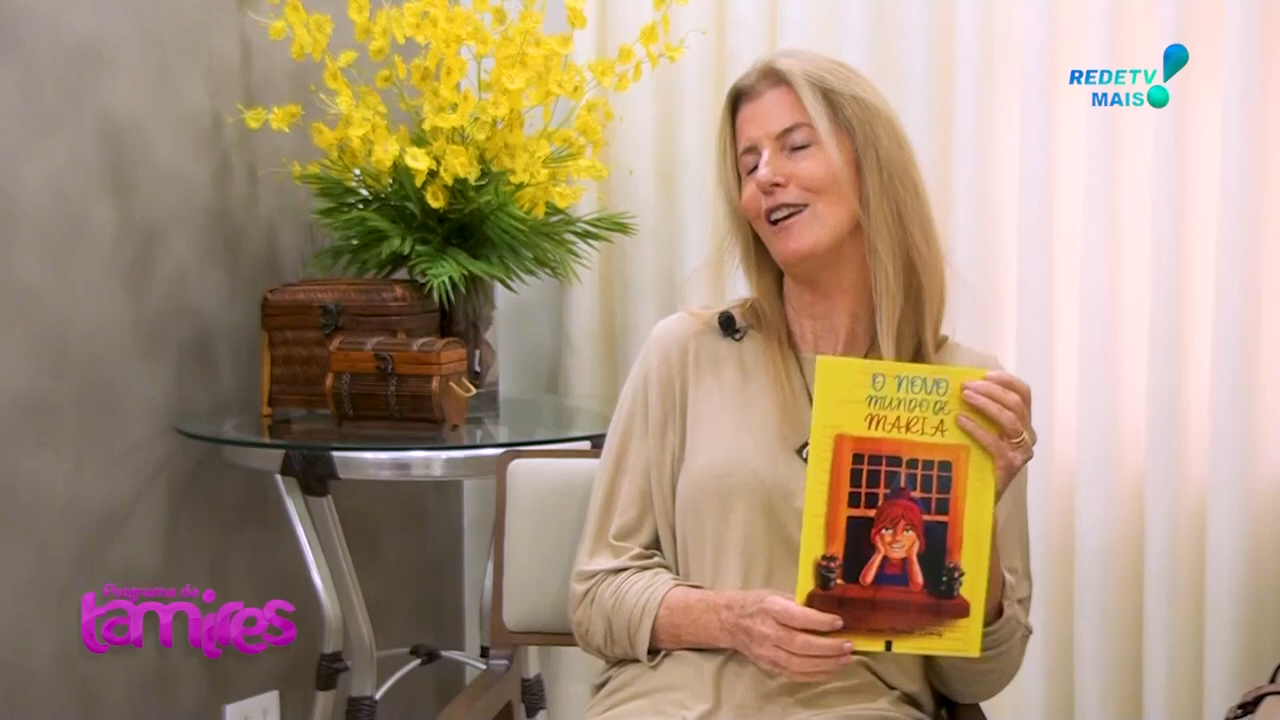 REDETV
MAIS
O NOVO
MUNDO DE
MARIA
Programa da
tamires